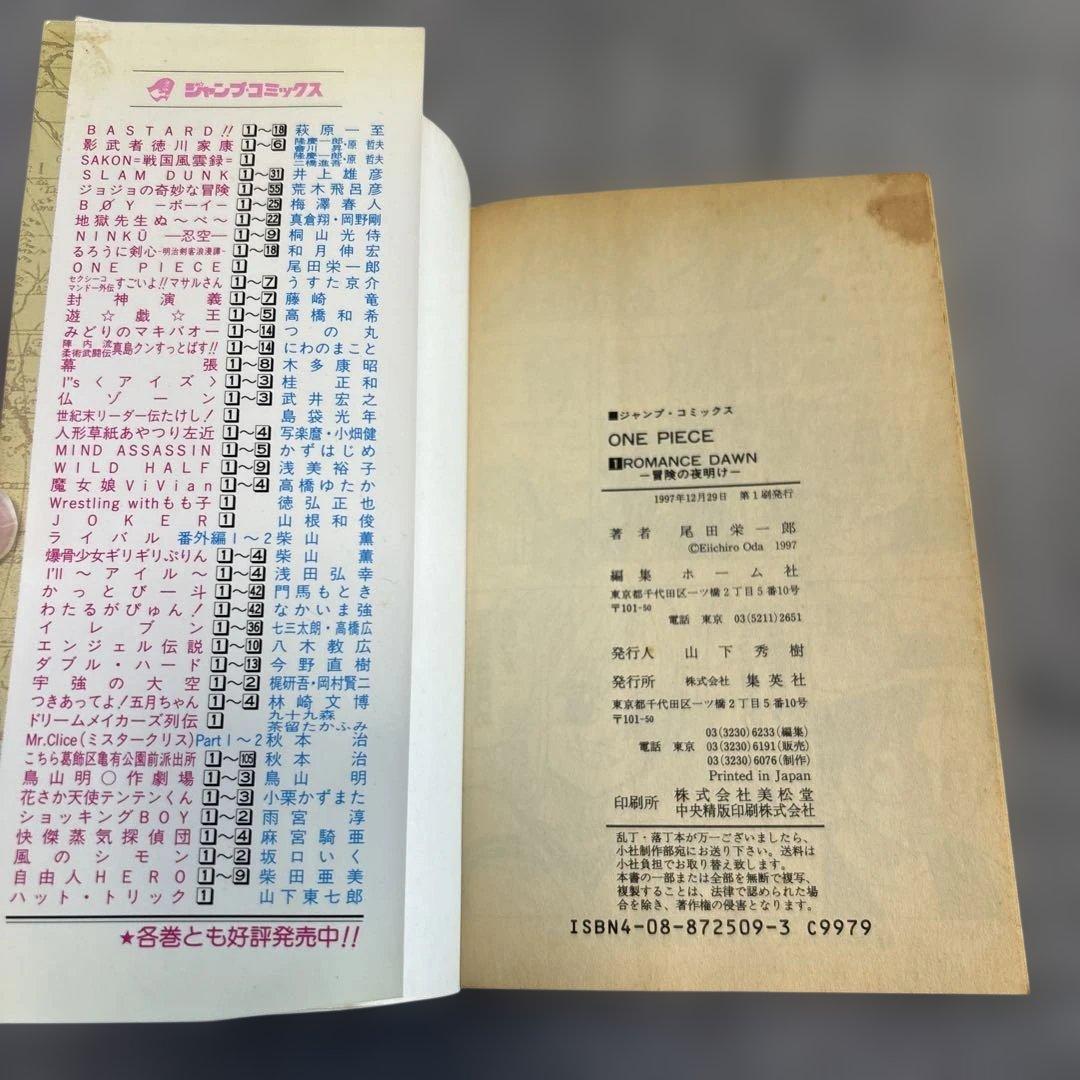 ジャンプ・コミックス
BASTARD!! 1〜18 萩原一至
影武者徳川家康 1〜6 隆慶一郎・會川昇・原哲夫
SAKON=戦国風雲録= 1 隆慶一郎・二橋進吾・原哲夫
SLAM DUNK 1〜31 井上雄彦
ジョジョの奇妙な冒険 1〜55 荒木飛呂彦
BØY ―ボーイ― 1〜25 梅澤春人
地獄先生ぬ〜べ〜 1〜22 真倉翔・岡野剛
NINKŪ ―忍空― 1〜9 桐山光侍
るろうに剣心―明治剣客浪漫譚― 1〜18 和月伸宏
ONE PIECE 1 尾田栄一郎
セクシーコマンドー外伝 すごいよ!!マサルさん 1〜7 うすた京介
封神演義 1〜7 藤崎竜
遊☆戯☆王 1〜5 高橋和希
みどりのマキバオー 1〜14 つの丸
陣内流柔術武闘伝 真島クンすっとばす!! 1〜14 にわのまこと
幕張 1〜8 木多康昭
I"s〈アイズ〉 1〜3 桂正和
仏ゾーン 1〜3 武井宏之
世紀末リーダー伝たけし! 1 島袋光年
人形草紙あやつり左近 1〜4 写楽麿・小畑健
MIND ASSASSIN 1〜5 かずはじめ
WILD HALF 1〜9 浅美裕子
魔女娘ViVian 1〜4 高橋ゆたか
Wrestling withもも子 1 徳弘正也
JOKER 1 山根和俊
ライバル 番外編1〜2 柴山薫
爆骨少女ギリギリぷりん 1〜4 柴山薫
I'll〜アイル〜 1〜4 浅田弘幸
かっとび一斗 1〜42 門馬もとき
わたるがぴゅん! 1〜42 なかいま強
イレブン 1〜36 七三太朗・高橋広
エンジェル伝説 1〜10 八木教広
ダブル・ハード 1〜13 今野直樹
宇強の大空 1〜2 梶研吾・岡村賢二
つきあってよ!五月ちゃん 1〜4 林崎文博
ドリームメイカーズ列伝 1 九十九森・茶留たかふみ
Mr.Clice(ミスタークリス)Part 1〜2 秋本治
こちら葛飾区亀有公園前派出所 1〜105 秋本治
鳥山明〇作劇場 1〜3 鳥山明
花さか天使テンテンくん 1〜3 小栗かずまた
ショッキングBOY 1〜2 雨宮淳
快傑蒸気探偵団 1〜4 麻宮騎亜
風のシモン 1〜2 坂口いく
自由人HERO 1〜9 柴田亜美
ハット・トリック 1 山下東七郎
★各巻とも好評発売中!!
■ジャンプ・コミックス
ONE PIECE
1 ROMANCE DAWN
―冒険の夜明け―
1997年12月29日 第1刷発行
著者 尾田栄一郎
©Eiichiro Oda 1997
編集 ホーム社
東京都千代田区一ツ橋2丁目5番10号
〒101-50
電話 東京 03(5211)2651
発行人 山下秀樹
発行所 株式会社 集英社
東京都千代田区一ツ橋2丁目5番10号
〒101-50
03(3230)6233(編集)
電話 東京 03(3230)6191(販売)
03(3230)6076(制作)
Printed in Japan
印刷所 株式会社美松堂
中央精版印刷株式会社
乱丁・落丁本が万一ございましたら、
小社制作部宛にお送り下さい。送料は
小社負担でお取り替え致します。
本書の一部または全部を無断で複写、
複製することは、法律で認められた場
合を除き、著作権の侵害となります。
ISBN4-08-872509-3 C9979